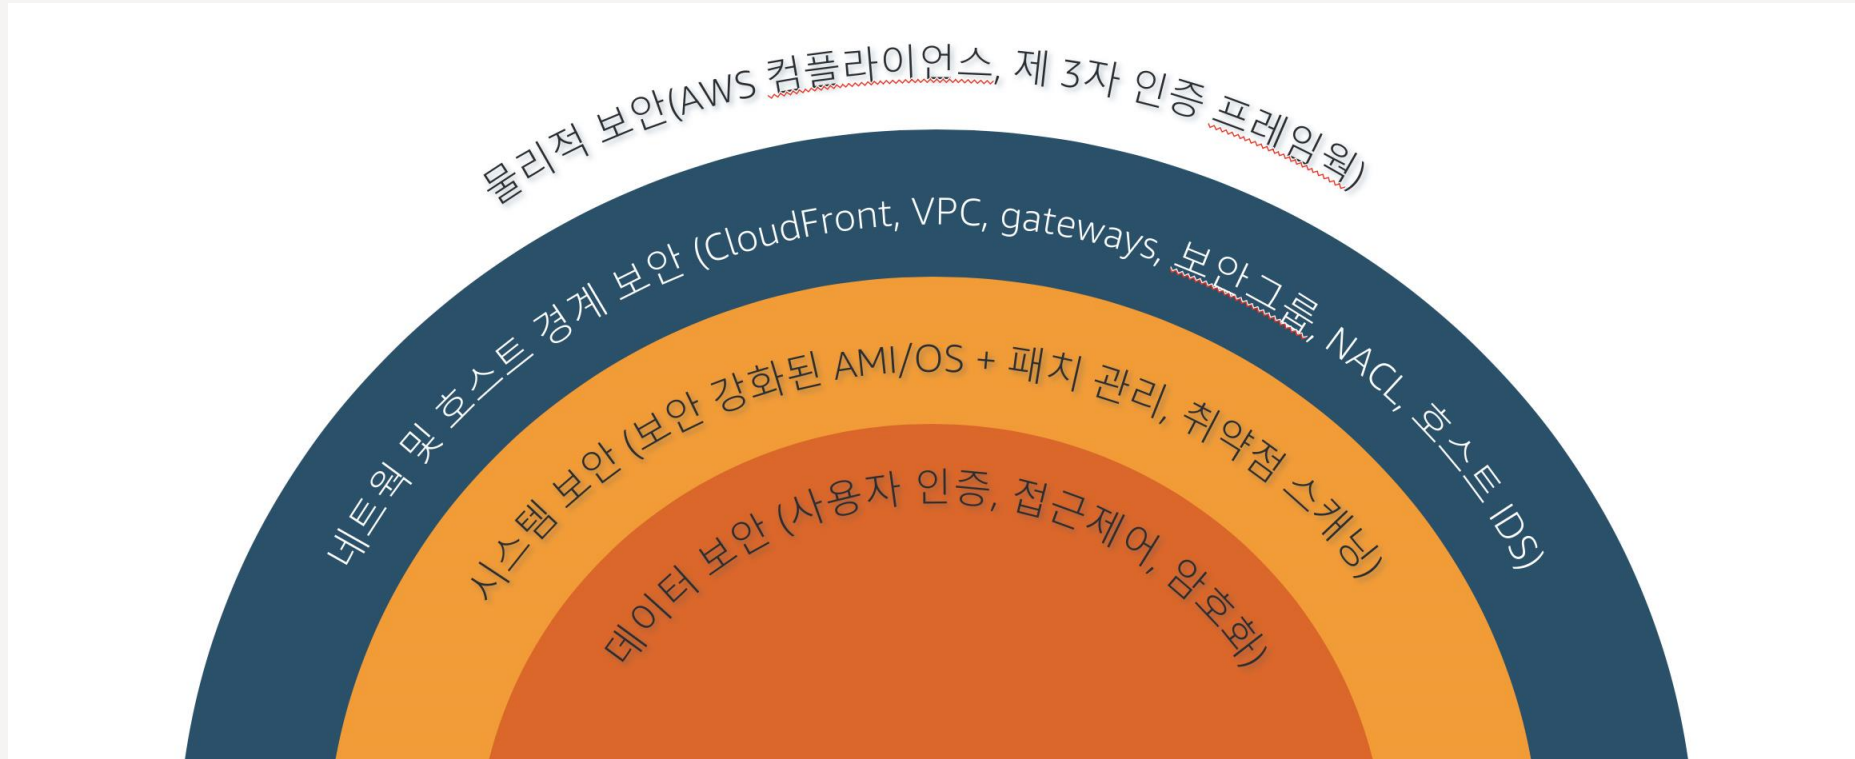 물리적 보안(AWS 컴플라이언스, 제 3자 인증 프레임웍)
네트웍 및 호스트 경계 보안 (CloudFront, VPC, gateways, 보안그룹, NACL, 호스트 IDS)
시스템 보안 (보안 강화된 AMI/OS + 패치 관리, 취약점 스캐닝)
데이터 보안 (사용자 인증, 접근제어, 암호화)